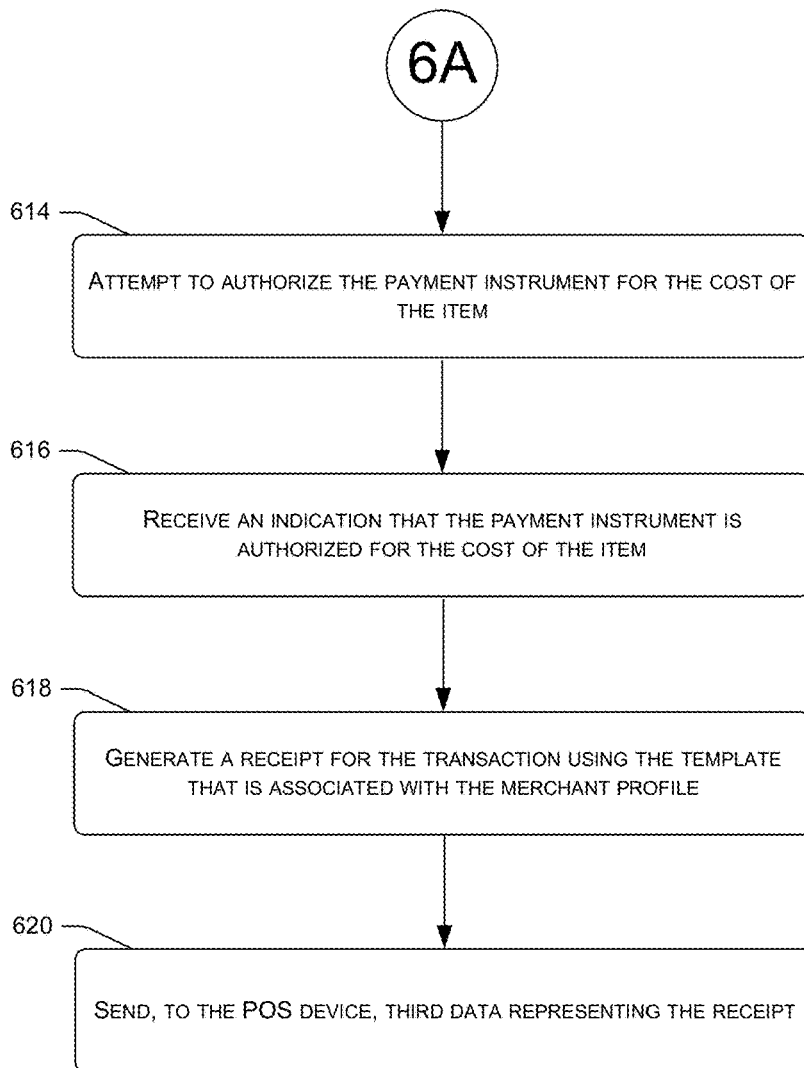 6A
614
ATTEMPT TO AUTHORIZE THE PAYMENT INSTRUMENT FOR THE COST OF
THE ITEM
616
RECEIVE AN INDICATION THAT THE PAYMENT INSTRUMENT IS
AUTHORIZED FOR THE COST OF THE ITEM
618
GENERATE A RECEIPT FOR THE TRANSACTION USING THE TEMPLATE
THAT IS ASSOCIATED WITH THE MERCHANT PROFILE
620
SEND, TO THE POS DEVICE, THIRD DATA REPRESENTING THE RECEIPT